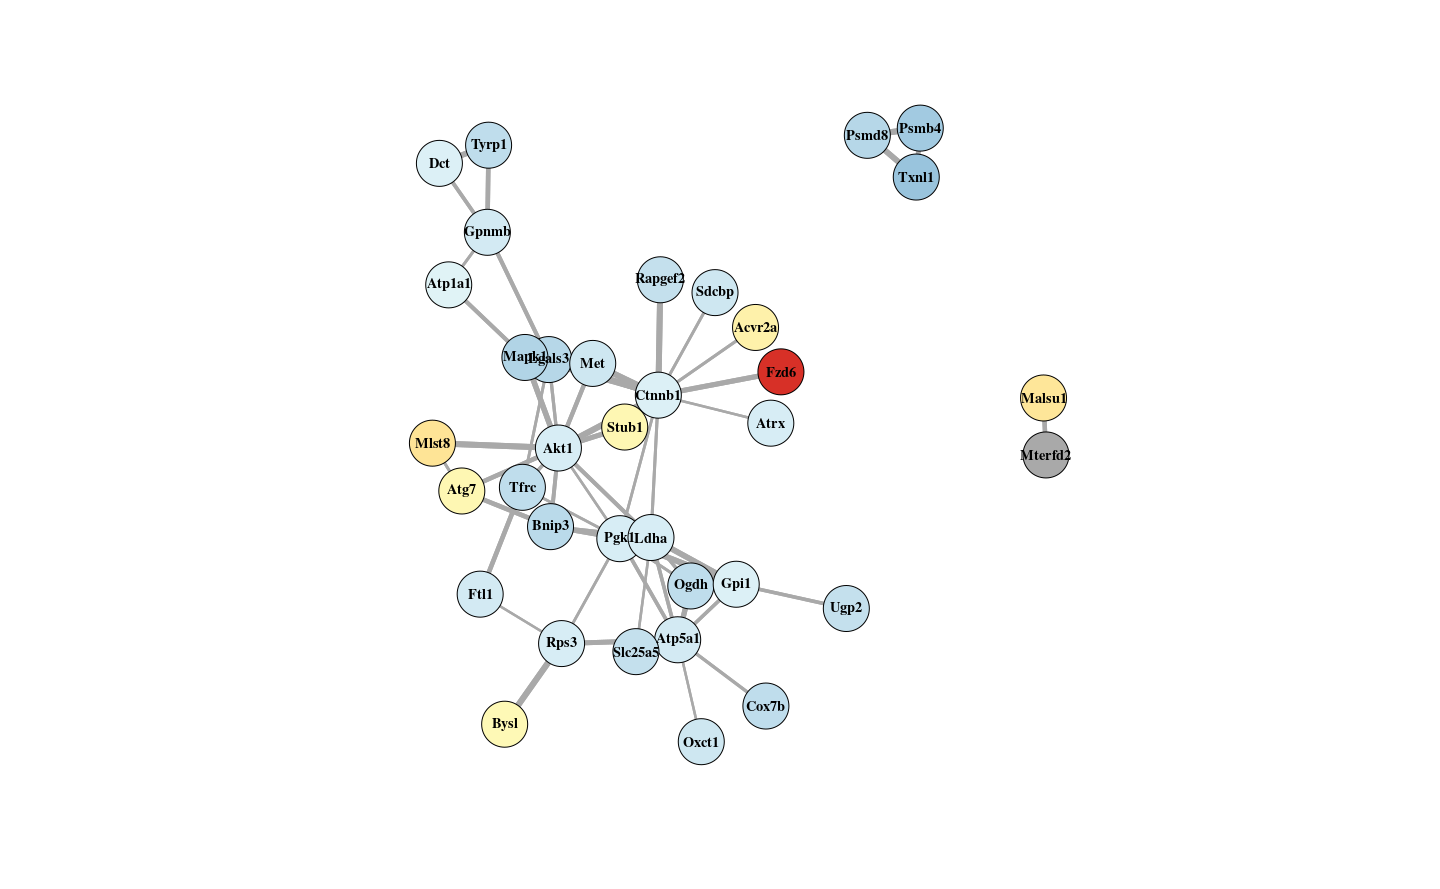 Psmb4
Psmd8
Tyrp1
Dct
Txnl1
Gpnmb
Rapgef2
Atp1a1
Sdcbp
Acvr2a
Mapk1
Lgals3
Met
Fzd6
Ctnnb1
Malsu1
Atrx
Stub1
Mlst8
Akt1
Mterfd2
Tfrc
Atg7
Bnip3
Pgk1
Ldha
Ogdh
Gpi1
Ftl1
Ugp2
Rps3
Atp5a1
Slc25a5
Cox7b
Bysl
Oxct1